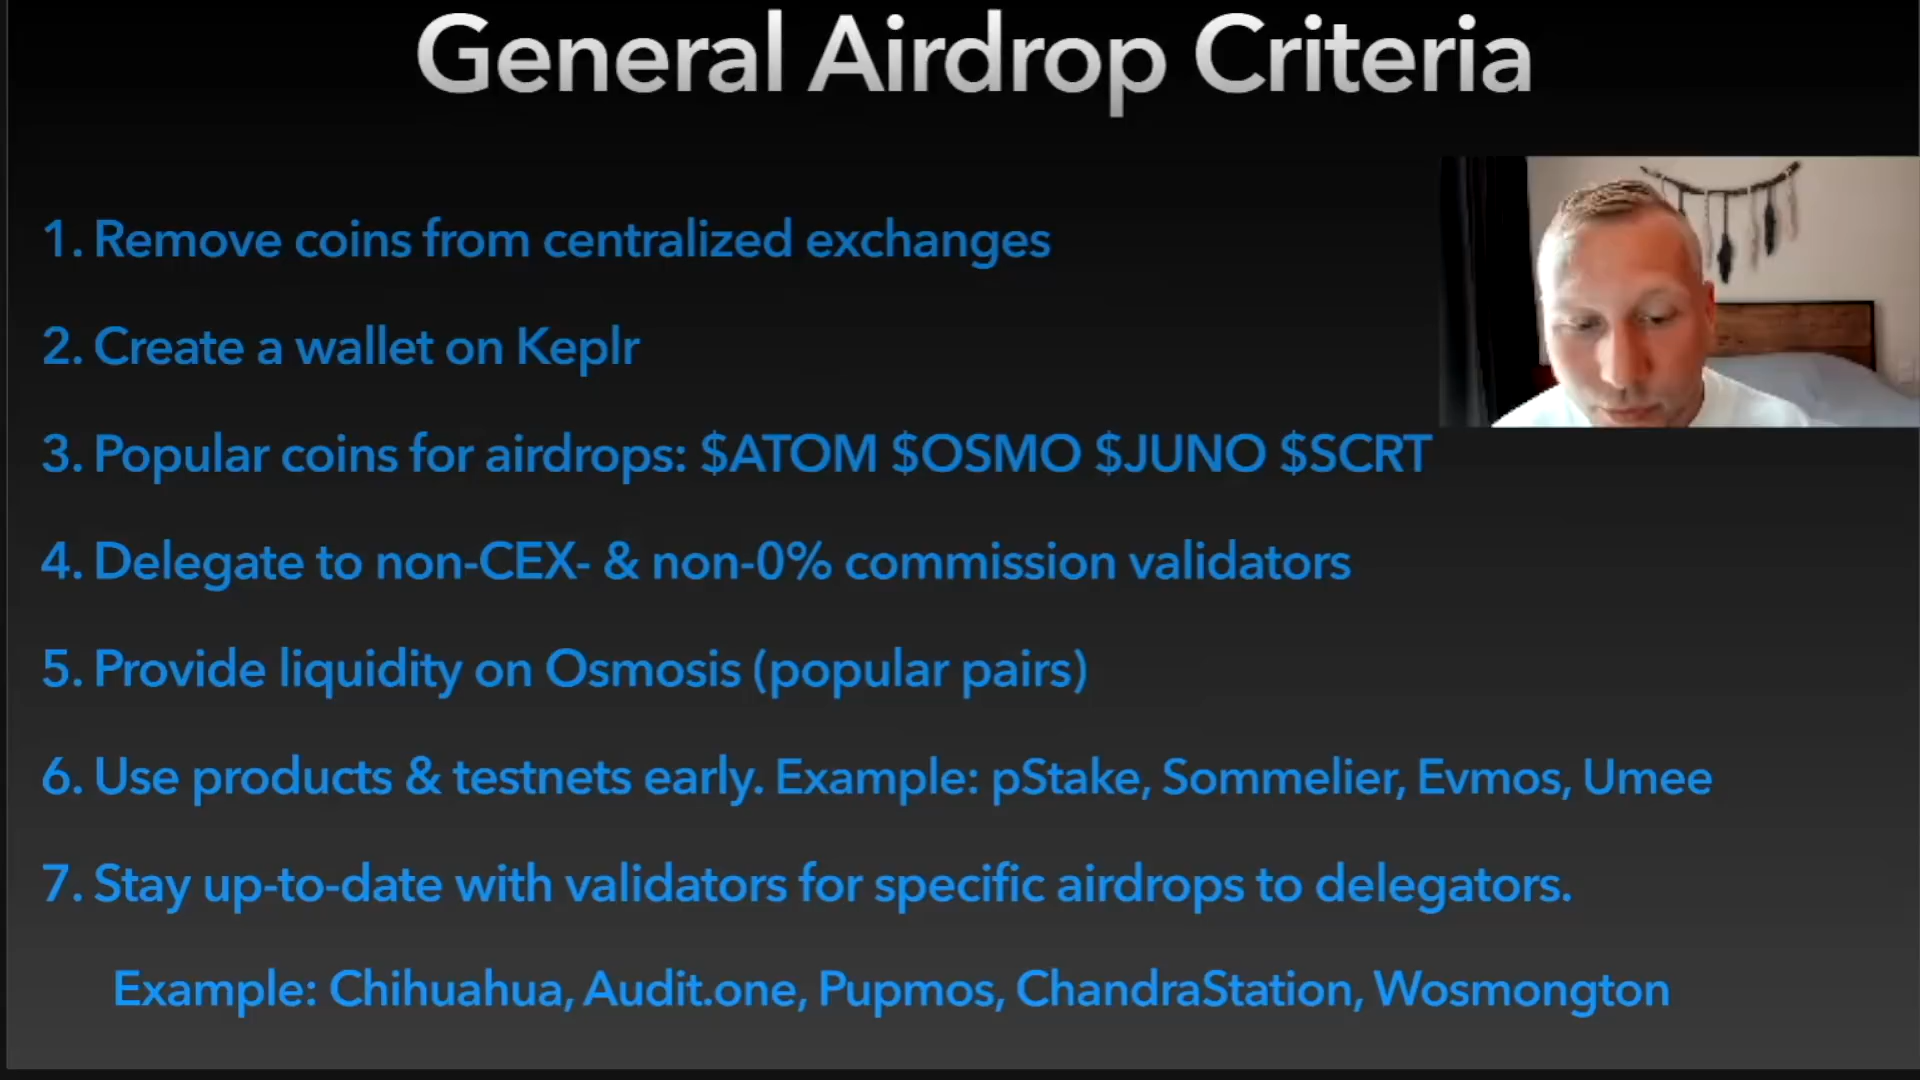 General Airdrop Criteria
1. Remove coins from centralized exchanges
2. Create a wallet on Keplr
3. Popular coins for airdrops: $ATOM $OSMO $JUNO $SCRT
4. Delegate to non-CEX- & non-0% commission validators
5. Provide liquidity on Osmosis (popular pairs)
6. Use products & testnets early. Example: pStake, Sommelier, Evmos, Umee
7. Stay up-to-date with validators for specific airdrops to delegators.
Example: Chihuahua, Audit.one, Pupmos, ChandraStation, Wosmongton